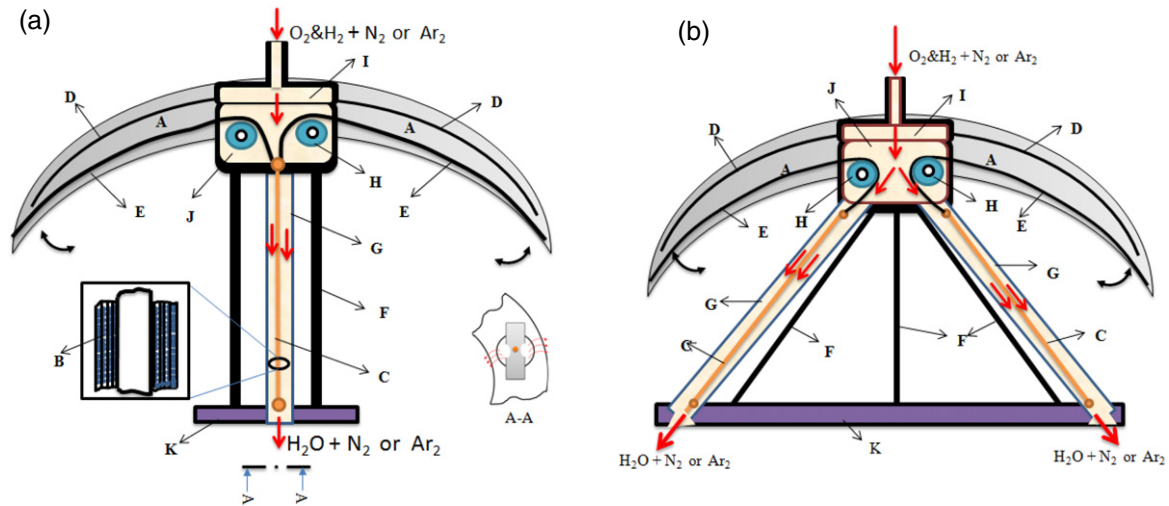 (a)
O2&H2 + N2 or Ar2
I
D
D
A
A
H
E
J
E
G
F
B
C
A-A
K
H2O + N2 or Ar2
A
A
(b)
O2&H2 + N2 or Ar2
J
I
D
D
A
A
H
H
E
E
G
G
C
F
F
C
K
H2O + N2 or Ar2
H2O + N2 or Ar2